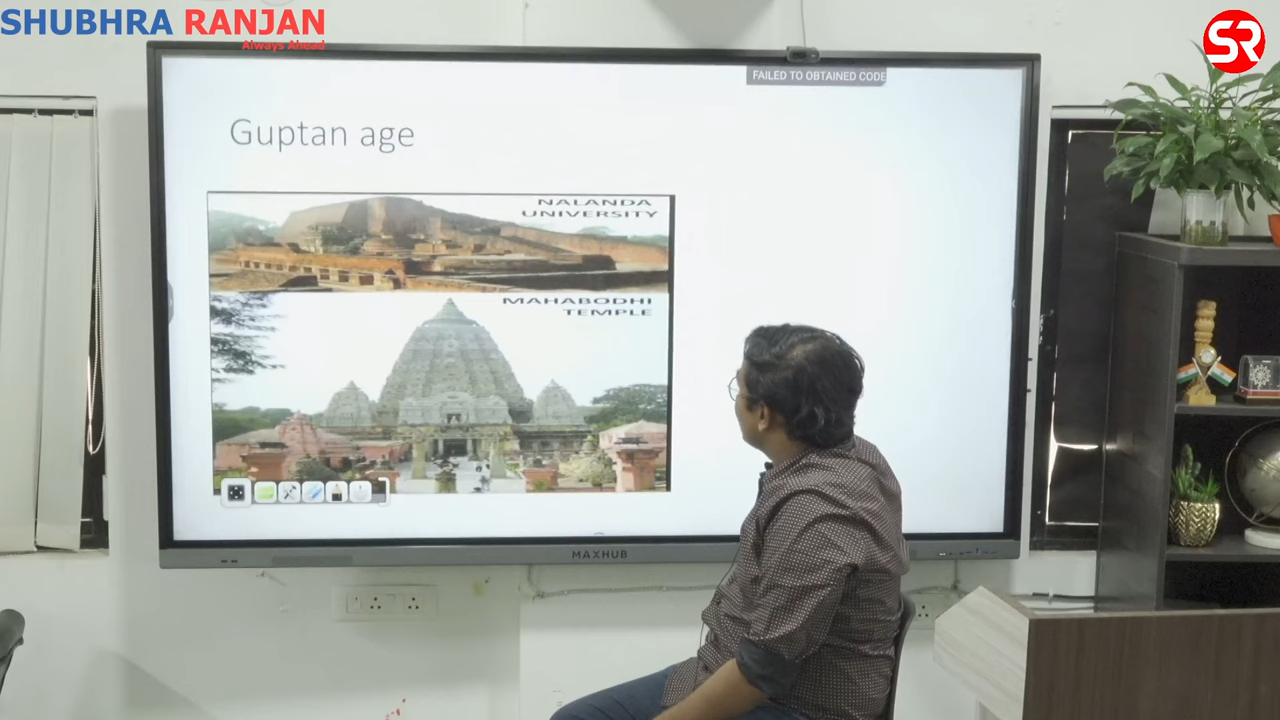 SHUBHRA RANJAN
Always Ahead
SR
FAILED TO OBTAINED CODE
Guptan age
NALANDA
UNIVERSITY
MAHABODHI
TEMPLE
MAXHUB